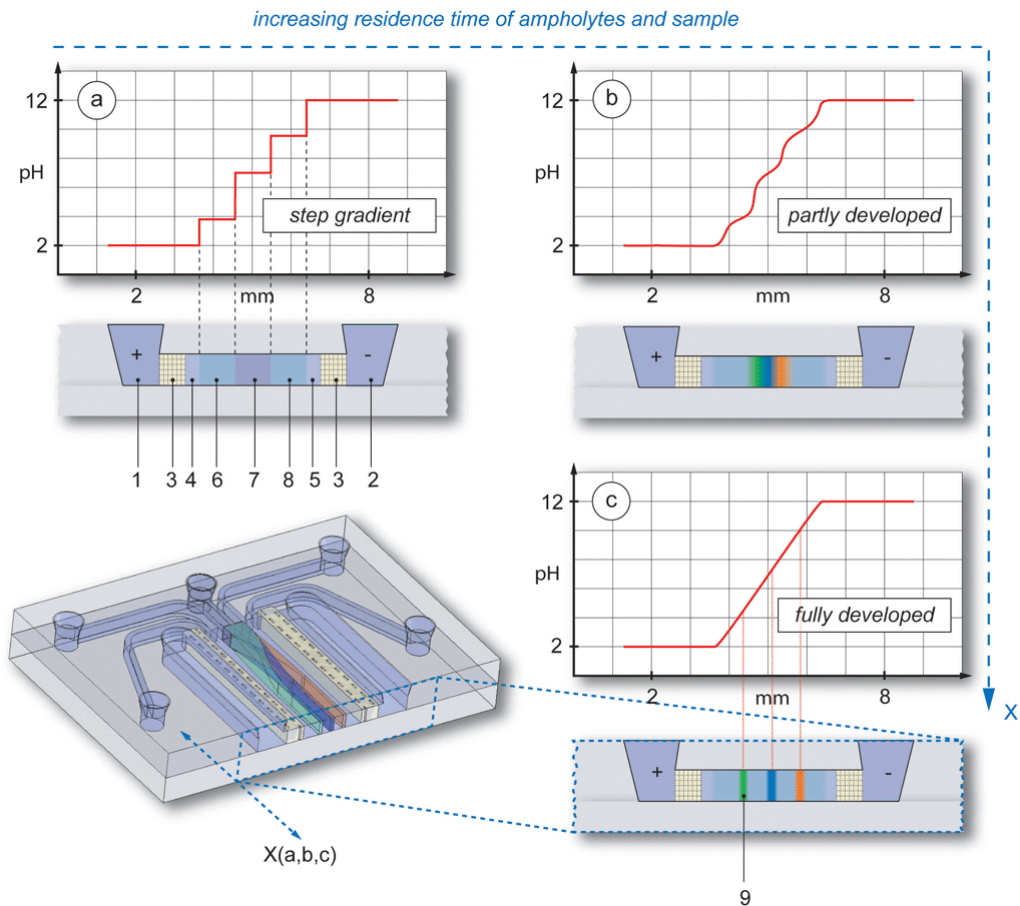 increasing residence time of ampholytes and sample
a
12
pH
2
step gradient
2 mm 8
b
12
pH
2
partly developed
2 mm 8
+ -
1 3 4 6 7 8 5 3 2
+ -
c
12
pH
2
fully developed
2 mm 8
X
+ -
9
X(a,b,c)